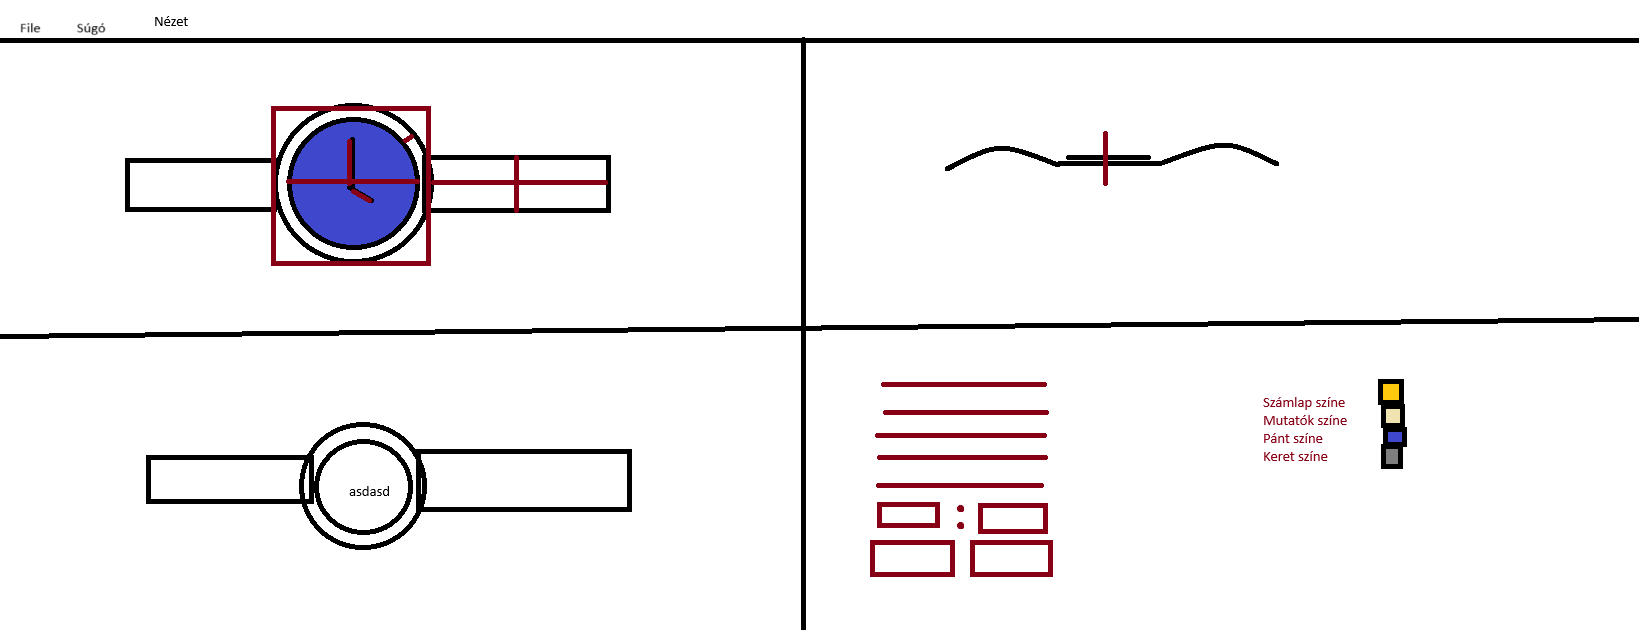 File Súgó Nézet
asdasd
Számlap színe
Mutatók színe
Pánt színe
Keret színe